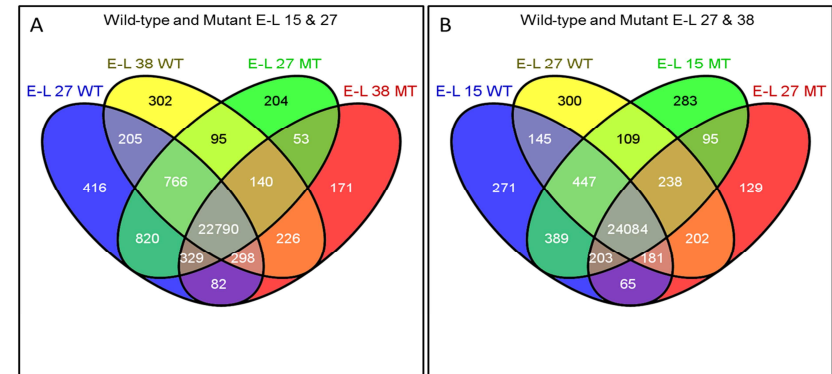 A
Wild-type and Mutant E-L 15 & 27
E-L 38 WT
E-L 27 MT
E-L 27 WT
E-L 38 MT
302
204
205
95
53
416
766
140
171
820
22790
226
329
298
82
B
Wild-type and Mutant E-L 27 & 38
E-L 27 WT
E-L 15 MT
E-L 15 WT
E-L 27 MT
300
283
145
109
95
271
447
238
129
389
24084
202
203
181
65